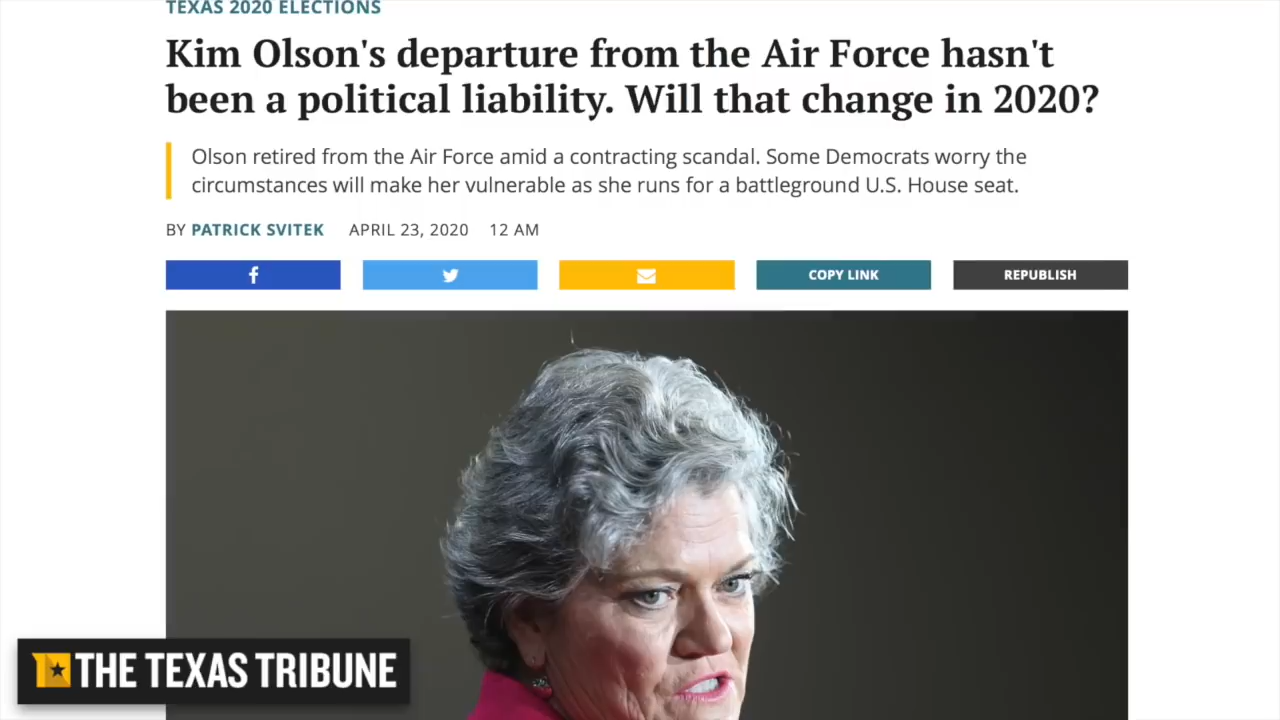 TEXAS 2020 ELECTIONS
Kim Olson's departure from the Air Force hasn't
been a political liability. Will that change in 2020?
Olson retired from the Air Force amid a contracting scandal. Some Democrats worry the
circumstances will make her vulnerable as she runs for a battleground U.S. House seat.
BY PATRICK SVITEK APRIL 23, 2020 12 AM
COPY LINK REPUBLISH
THE TEXAS TRIBUNE